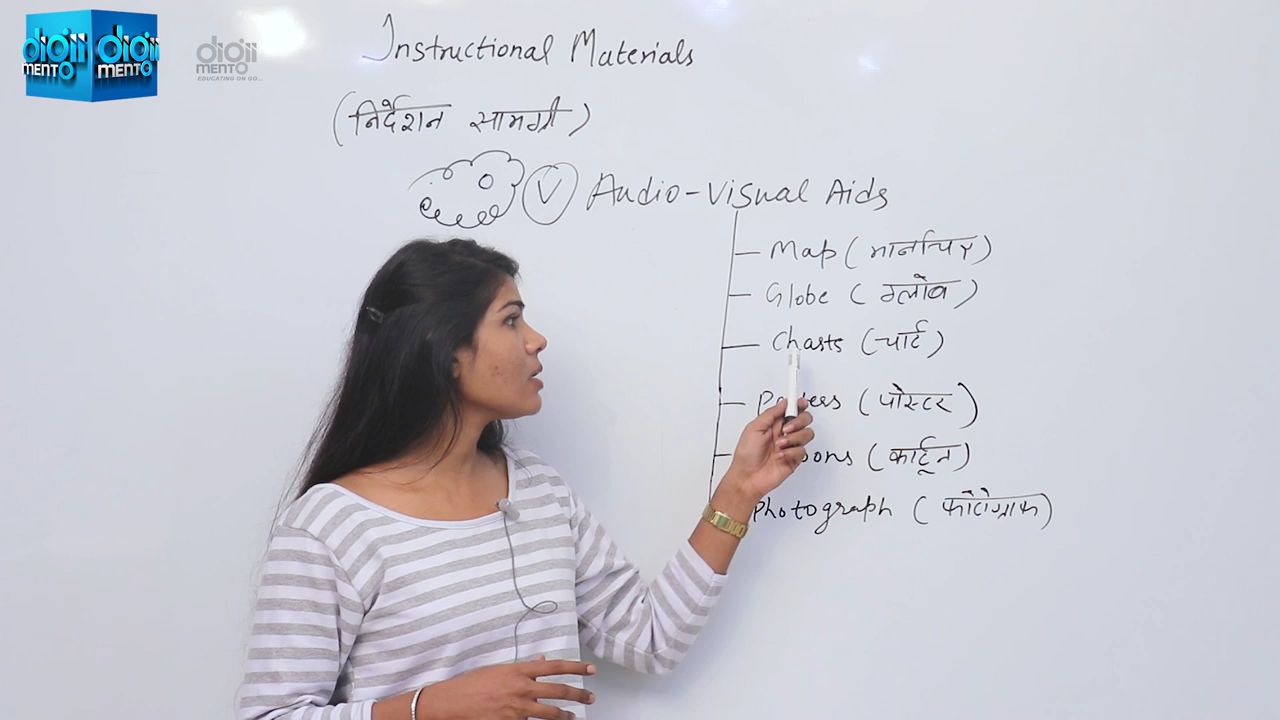 digii MENTO digii MENTO
digii MENTO
EDUCATING ON GO...
Instructional Materials
(निर्देशन सामग्री)
V Audio-Visual Aids
Map (मानचित्र)
Globe (ग्लोब)
Charts (चार्ट)
(पोस्टर)
(कार्टून)
Photograph (फोटोग्राफ)